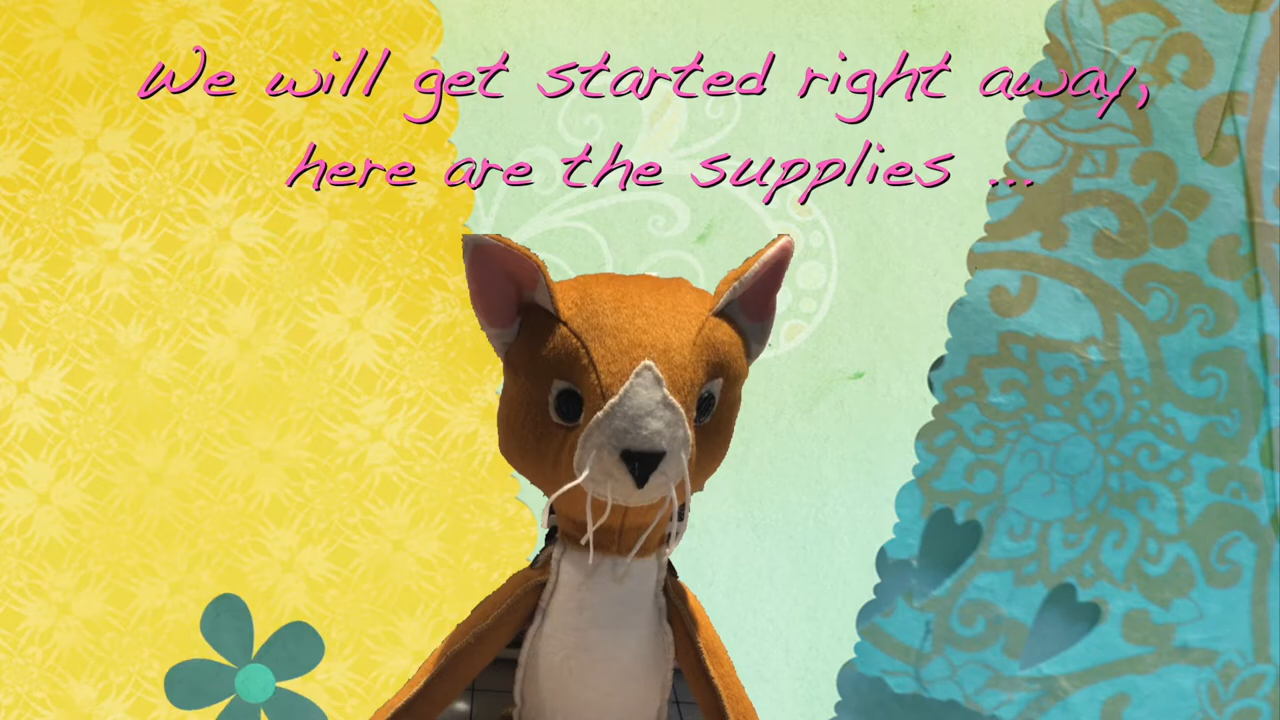 We will get started right away,
here are the supplies ...